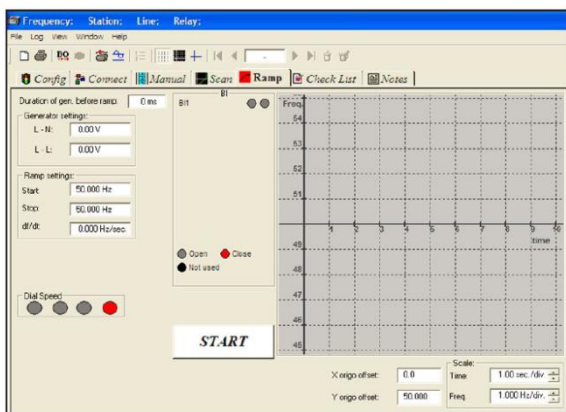 Frequency: Station: Line: Relay:
File Log View Window Help
Config Connect Manual Scan Ramp Check List Notes
Duration of gen. before ramp: 0 ms
Generator settings:
L - N: 0.00 V
L - L: 0.00 V
Ramp settings:
Start: 50.000 Hz
Stop: 50.000 Hz
df/dt: 0.000 Hz/sec.
Dial Speed
BI
BI1
Open Close
Not used
START
Freq.
54
53
52
51
1 2 3 4 5 6 7 8 9 10
time
49
48
47
46
45
X origo offset: 0.0
Y origo offset: 50.000
Scale:
Time: 1.00 sec./div
Freq. 1.000 Hz/div.